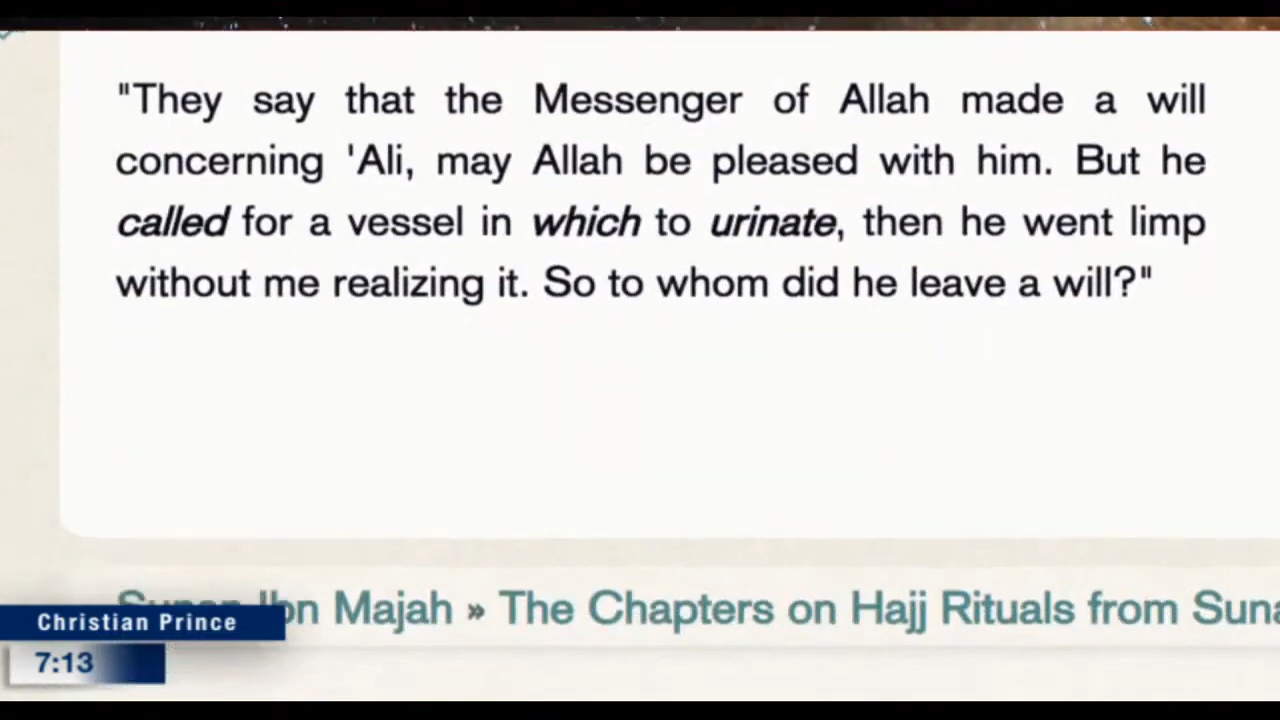 "They say that the Messenger of Allah made a will
concerning 'Ali, may Allah be pleased with him. But he
called for a vessel in which to urinate, then he went limp
without me realizing it. So to whom did he leave a will?"
Ibn Majah » The Chapters on Hajj Rituals from
Christian Prince
7:13